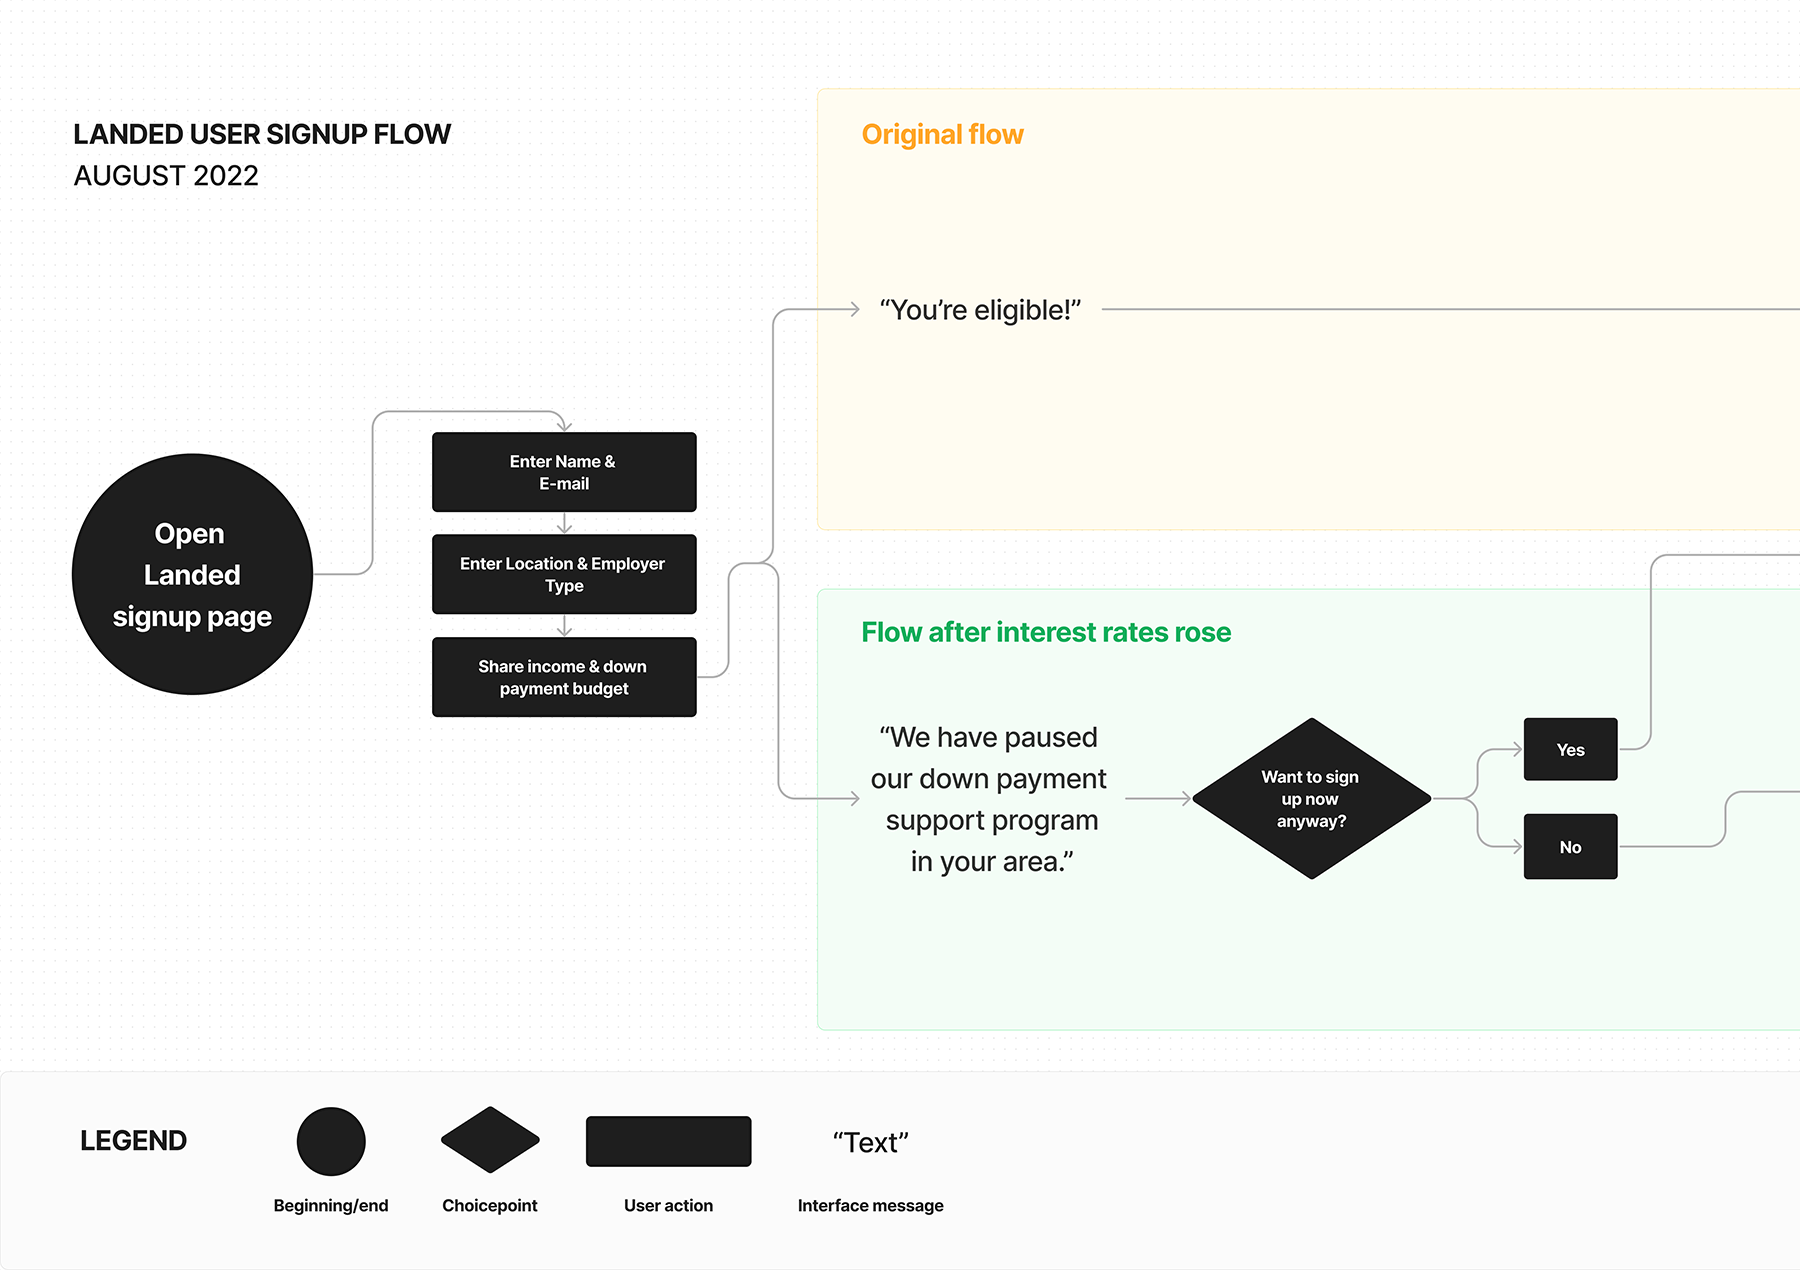 LANDED USER SIGNUP FLOW
AUGUST 2022
Open
Landed
signup page
Enter Name &
E-mail
Enter Location & Employer
Type
Share income & down
payment budget
Original flow
“You’re eligible!”
Flow after interest rates rose
“We have paused
our down payment
support program
in your area.”
Want to sign
up now
anyway?
Yes
No
LEGEND
“Text”
Beginning/end
Choicepoint
User action
Interface message